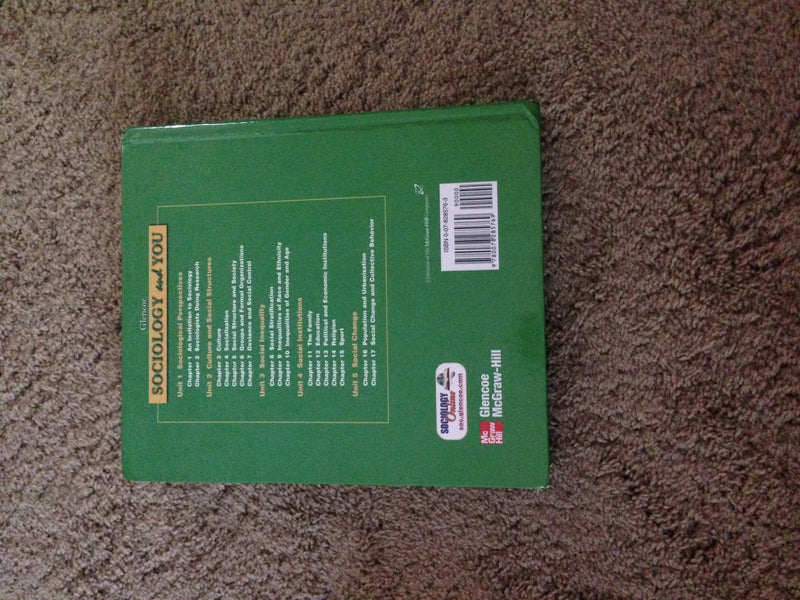 Glencoe
SOCIOLOGY and YOU
Unit 1 Sociological Perspectives
Chapter 1 An Invitation to Sociology
Chapter 2 Sociologists Doing Research
Unit 2 Culture and Social Structures
Chapter 3 Culture
Chapter 4 Socialization
Chapter 5 Social Structure and Society
Chapter 6 Groups and Formal Organizations
Chapter 7 Deviance and Social Control
Unit 3 Social Inequality
Chapter 8 Social Stratification
Chapter 9 Inequalities of Race and Ethnicity
Chapter 10 Inequalities of Gender and Age
Unit 4 Social Institutions
Chapter 11 The Family
Chapter 12 Education
Chapter 13 Political and Economic Institutions
Chapter 14 Religion
Chapter 15 Sport
Unit 5 Social Change
Chapter 16 Population and Urbanization
Chapter 17 Social Change and Collective Behavior
A Division of The McGraw-Hill Companies
SOCIOLOGY
Online
soc.glencoe.com
Mc
Graw
Hill
Glencoe
McGraw-Hill
ISBN 0-07-828576-3
90000
9 780078 285769